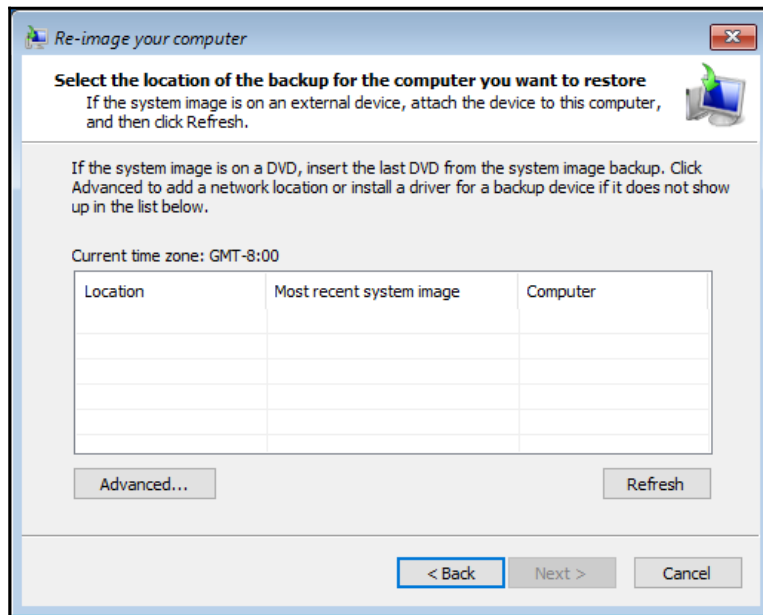 Re-image your computer
Select the location of the backup for the computer you want to restore
If the system image is on an external device, attach the device to this computer,
and then click Refresh.
If the system image is on a DVD, insert the last DVD from the system image backup. Click
Advanced to add a network location or install a driver for a backup device if it does not show
up in the list below.
Current time zone: GMT-8:00
Location Most recent system image Computer
Advanced... Refresh
< Back Next > Cancel